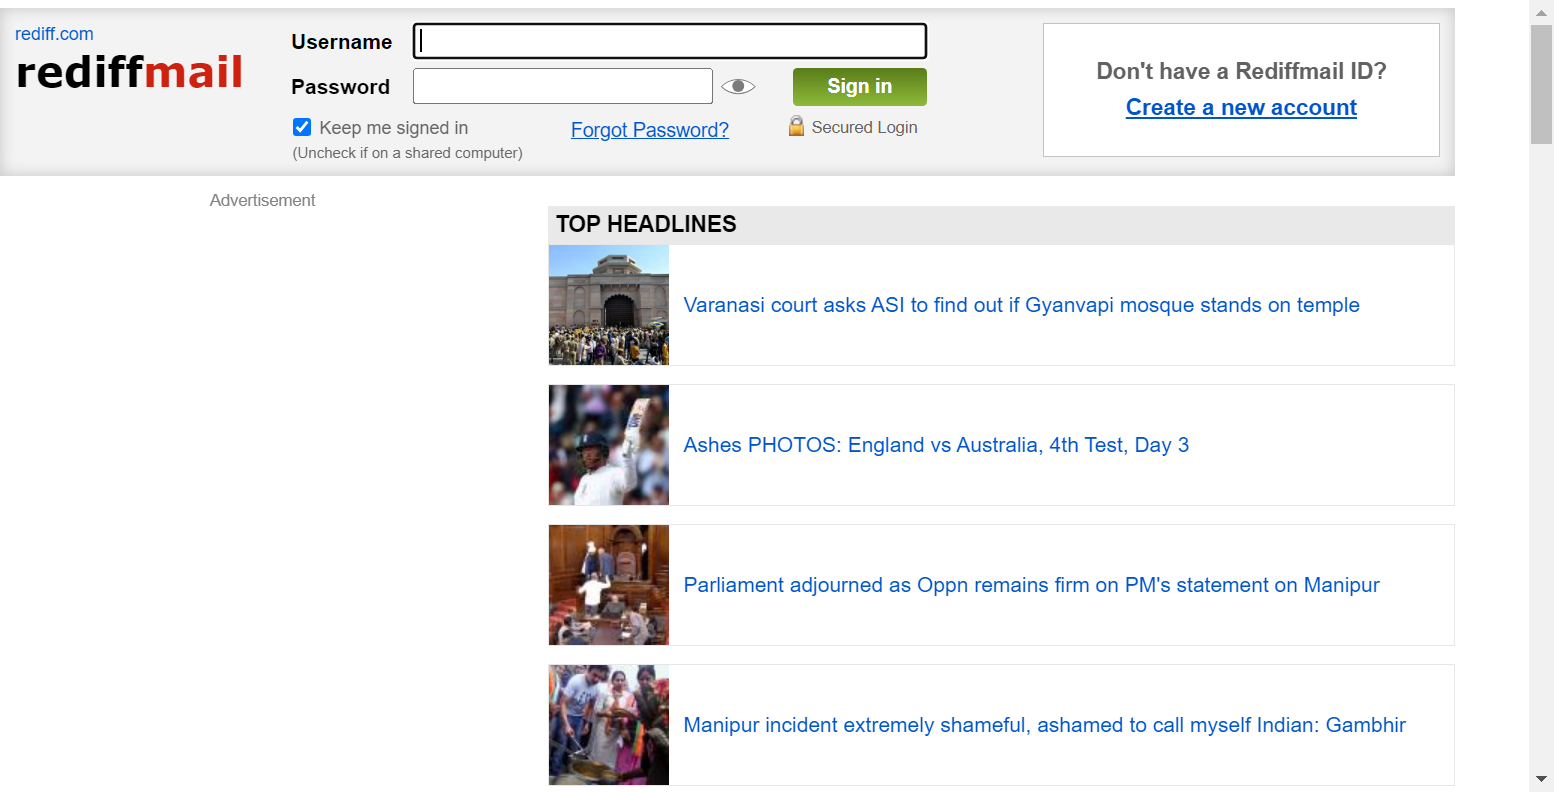 rediff.com
rediffmail
Username
Password
Sign in
Keep me signed in
(Uncheck if on a shared computer)
Forgot Password?
Secured Login
Don't have a Rediffmail ID?
Create a new account
Advertisement
TOP HEADLINES
Varanasi court asks ASI to find out if Gyanvapi mosque stands on temple
Ashes PHOTOS: England vs Australia, 4th Test, Day 3
Parliament adjourned as Oppn remains firm on PM's statement on Manipur
Manipur incident extremely shameful, ashamed to call myself Indian: Gambhir